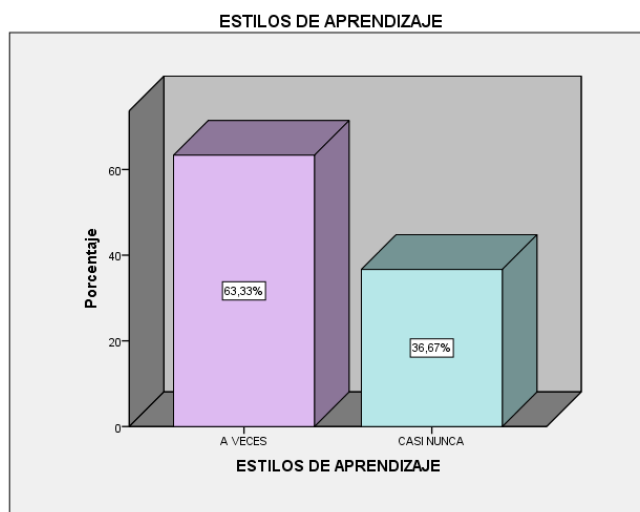 ESTILOS DE APRENDIZAJE
Porcentaje
60
40
20
0
63,33%
36,67%
A VECES
CASI NUNCA
ESTILOS DE APRENDIZAJE